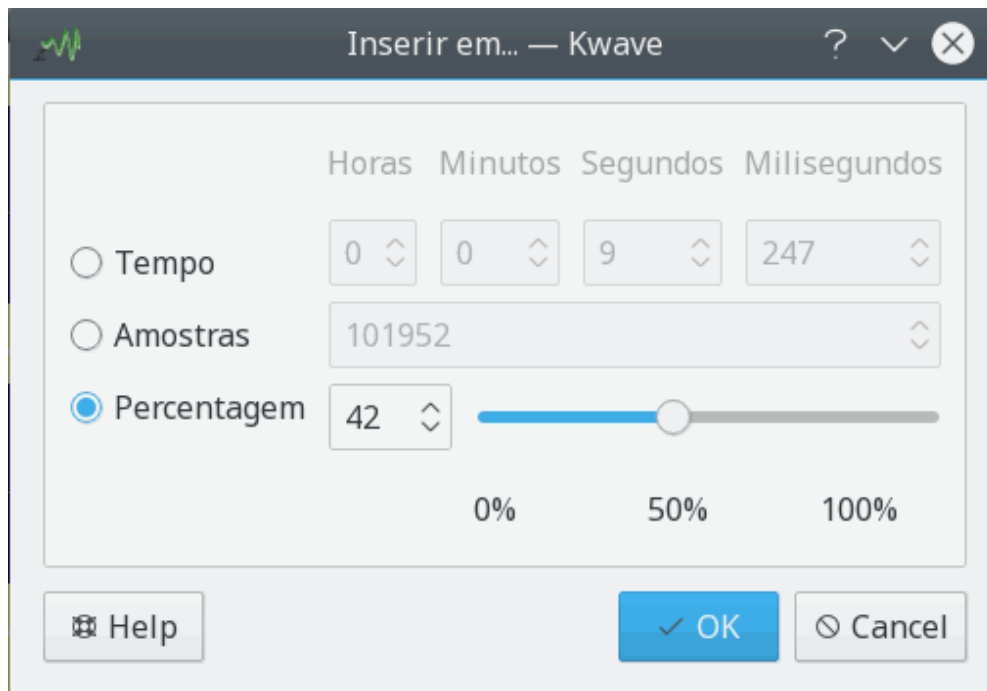 Inserir em... — Kwave
Horas Minutos Segundos Milisegundos
Tempo 0 0 9 247
Amostras 101952
Percentagem 42
0% 50% 100%
Help OK Cancel